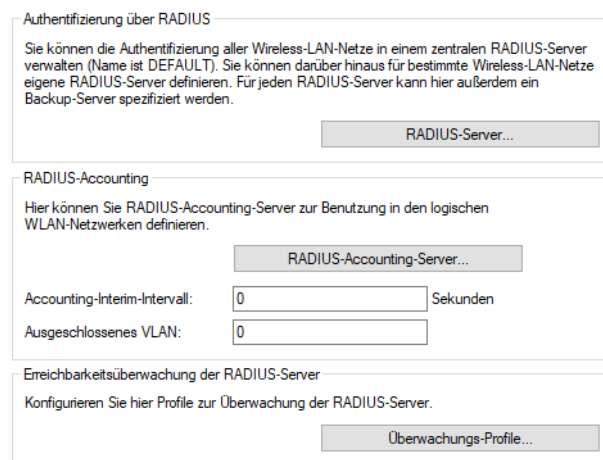 Authentifizierung über RADIUS
Sie können die Authentifizierung aller Wireless-LAN-Netze in einem zentralen RADIUS-Server
verwalten (Name ist DEFAULT). Sie können darüber hinaus für bestimmte Wireless-LAN-Netze
eigene RADIUS-Server definieren. Für jeden RADIUS-Server kann hier außerdem ein
Backup-Server spezifiziert werden.
RADIUS-Server...
RADIUS-Accounting
Hier können Sie RADIUS-Accounting-Server zur Benutzung in den logischen
WLAN-Netzwerken definieren.
RADIUS-Accounting-Server...
Accounting-Interim-Intervall: 0 Sekunden
Ausgeschlossenes VLAN: 0
Erreichbarkeitsüberwachung der RADIUS-Server
Konfigurieren Sie hier Profile zur Überwachung der RADIUS-Server.
Überwachungs-Profile...